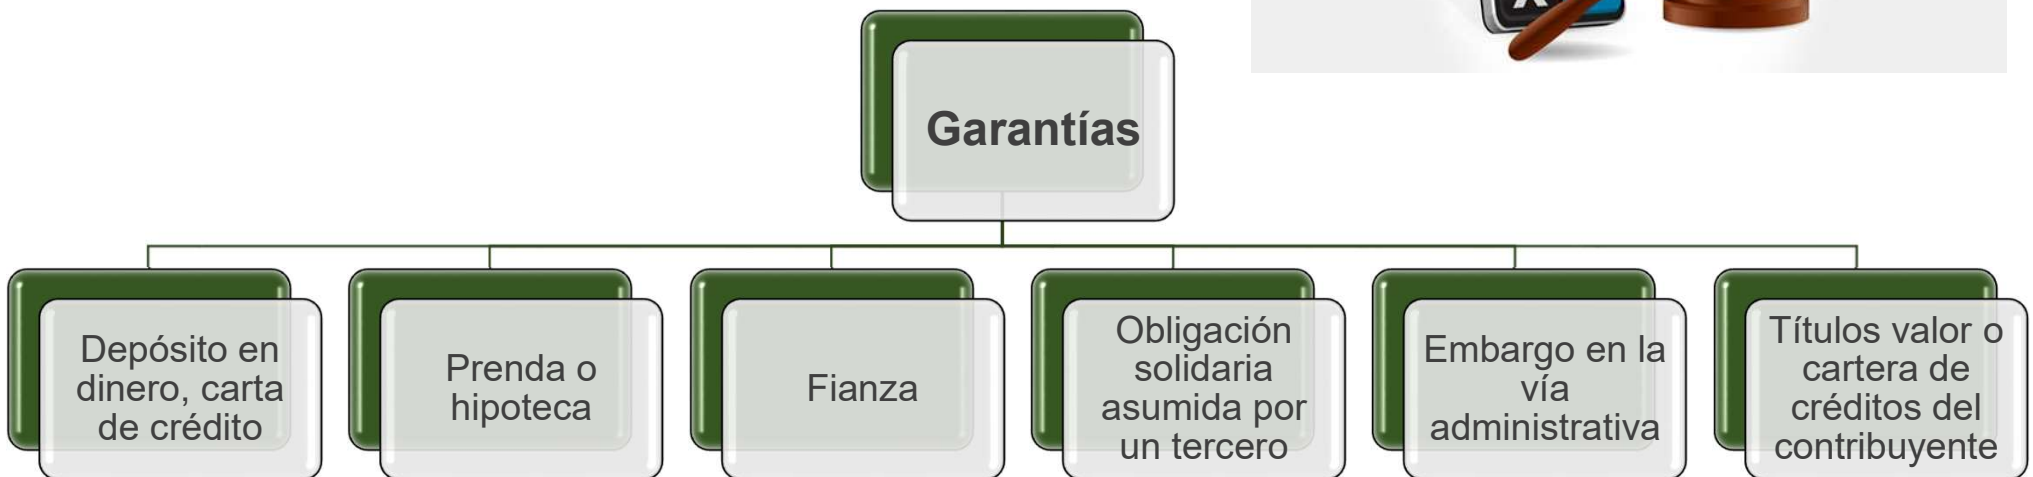 Garantías
Depósito en
dinero, carta
de crédito
Prenda o
hipoteca
Fianza
Obligación
solidaria
asumida por
un tercero
Embargo en la
vía
administrativa
Títulos valor o
cartera de
créditos del
contribuyente